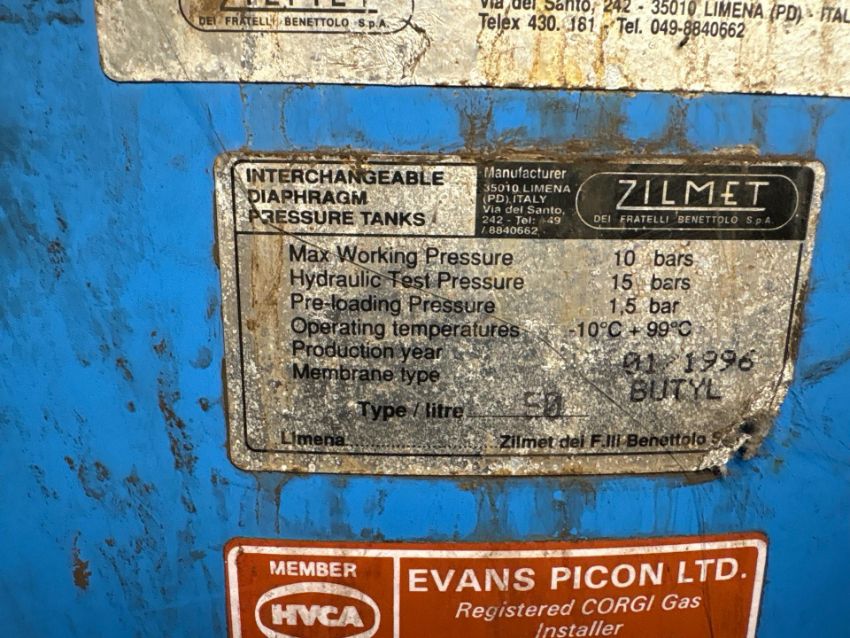 ZILMET
DEI FRATELLI BENETTOLO S.p.A.
Via del Santo, 242 - 35010 LIMENA (PD) - ITAL
Telex 430. 161 - Tel. 049-8840662
INTERCHANGEABLE
DIAPHRAGM
PRESSURE TANKS
Manufacturer
35010 LIMENA
(PD) ITALY
Via del Santo,
242 - Tel: 049
/ 8840662
ZILMET
DEI FRATELLI BENETTOLO S.p.A.
Max Working Pressure 10 bars
Hydraulic Test Pressure 15 bars
Pre-loading Pressure 1,5 bar
Operating temperatures -10°C + 99°C
Production year 01/1996
Membrane type BUTYL
Type / litre 50
Limena Zilmet dei F.lli Benettolo
MEMBER
HVCA
EVANS PICON LTD.
Registered CORGI Gas
Installer